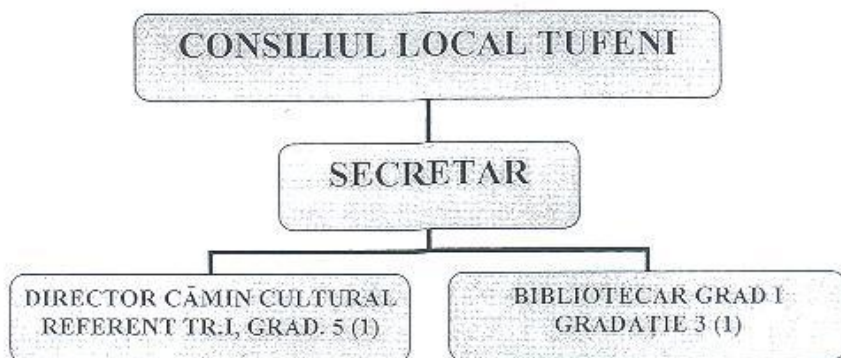 CONSILIUL LOCAL TUFENI
SECRETAR
DIRECTOR CĂMIN CULTURAL
REFERENT TR.I, GRAD. 5 (1)
BIBLIOTECAR GRAD I
GRADAȚIE 3 (1)